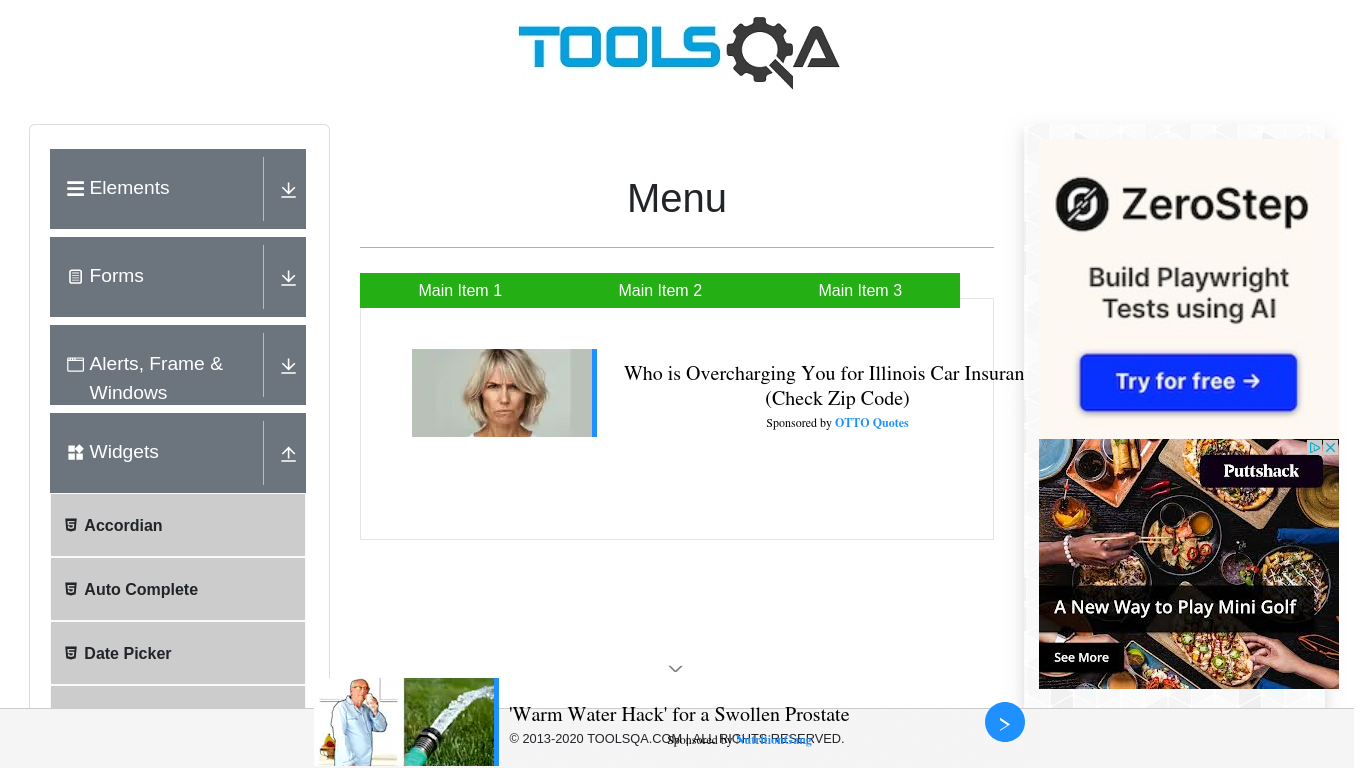 TOOLSQA
Elements
Forms
Alerts, Frame &
Windows
Widgets
Accordian
Auto Complete
Date Picker
Menu
Main Item 1
Main Item 2
Main Item 3
Who is Overcharging You for Illinois Car Insuran
(Check Zip Code)
Sponsored by OTTO Quotes
ZeroStep
Build Playwright
Tests using AI
Try for free →
Puttshack
A New Way to Play Mini Golf
See More
'Warm Water Hack' for a Swollen Prostate
Sponsored by
© 2013-2020 TOOLSQA.COM | ALL RIGHTS RESERVED.